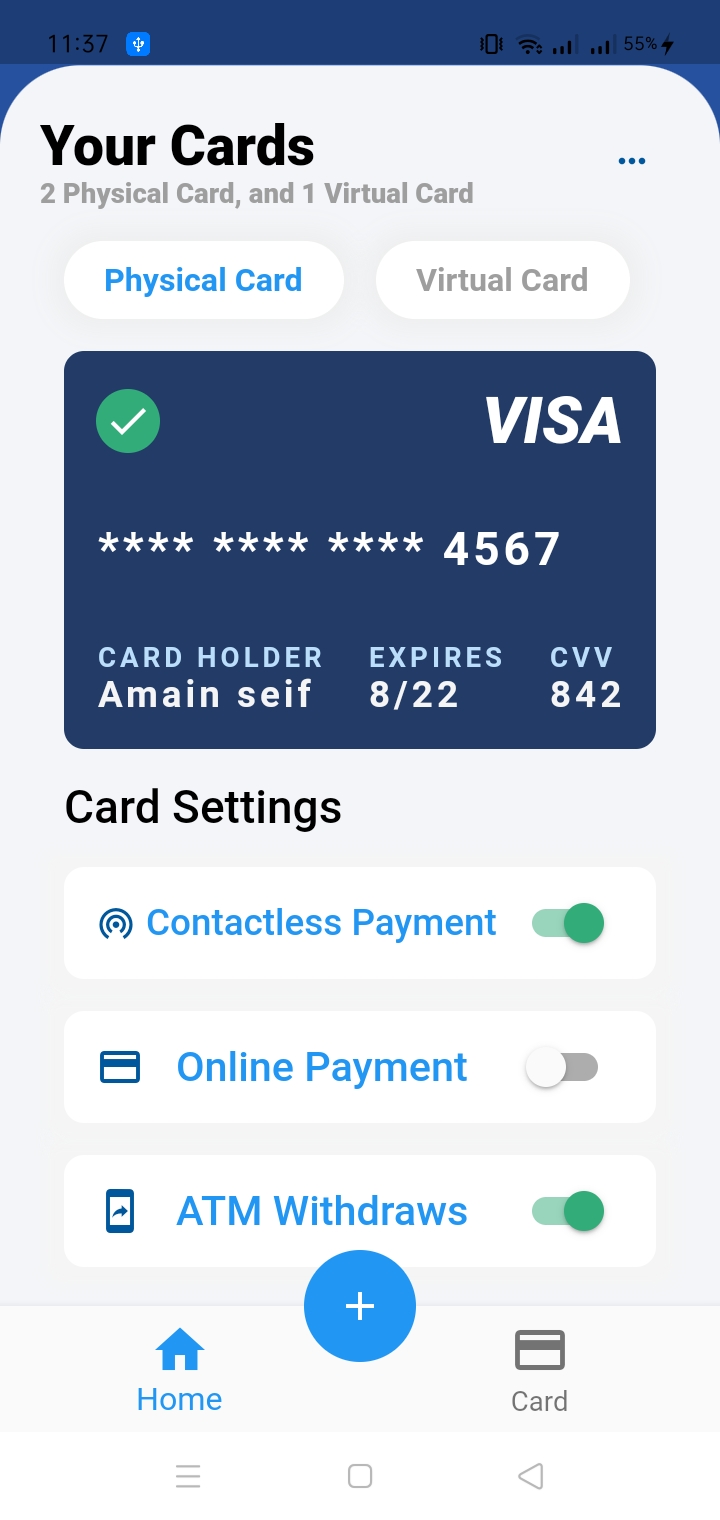 11:37 55%
Your Cards
2 Physical Card, and 1 Virtual Card
Physical Card Virtual Card
VISA
**** **** **** 4567
CARD HOLDER EXPIRES CVV
Amain seif 8/22 842
Card Settings
Contactless Payment
Online Payment
ATM Withdraws
Home Card